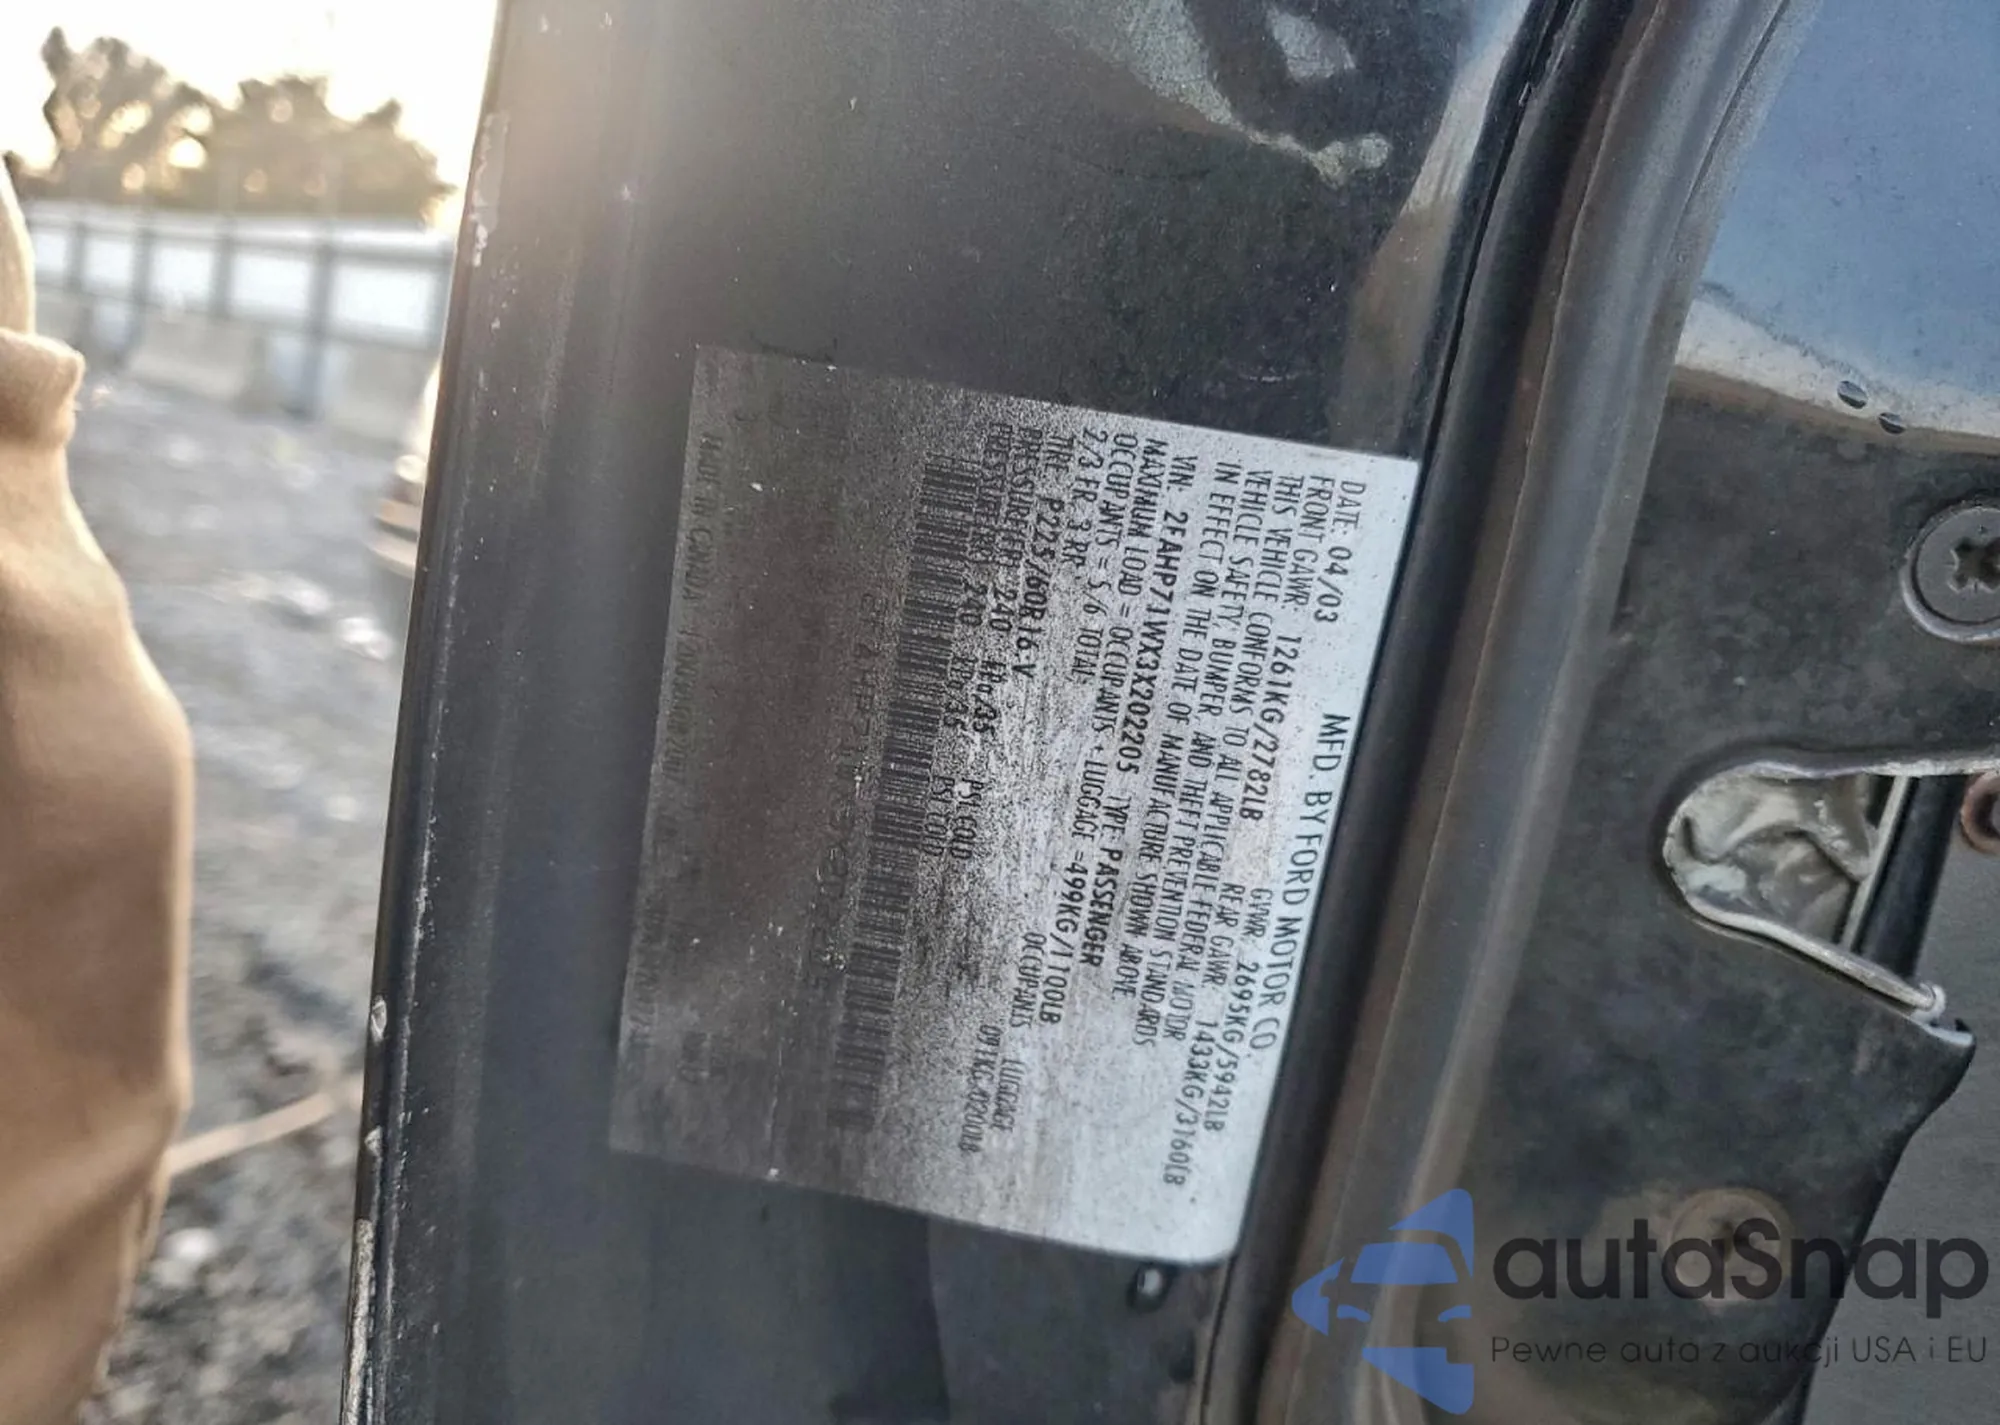 DATE: 04/03 MFD. BY FORD MOTOR CO.
FRONT GAWR: 1261KG/2782LB GVWR: 2695KG/5942LB
REAR GAWR: 1433KG/3160LB
THIS VEHICLE CONFORMS TO ALL APPLICABLE FEDERAL MOTOR
VEHICLE SAFETY, BUMPER, AND THEFT PREVENTION STANDARDS
IN EFFECT ON THE DATE OF MANUFACTURE SHOWN ABOVE.
VIN: 2FAHP71WX3X202205 TYPE: PASSENGER
MAXIMUM LOAD = OCCUPANTS + LUGGAGE = 499KG/1100LB
OCCUPANTS = 5/6 TOTAL OCCUPANTS LUGGAGE
2/3 FR 3 RR 091KG/0200LB
TIRE P225/60R16 V
PRESSURE FR 240 kPa/35 PSI COLD
240 PSI COLD
MADE IN CANADA
autaSnap
Pewne auta z aukcji USA i EU